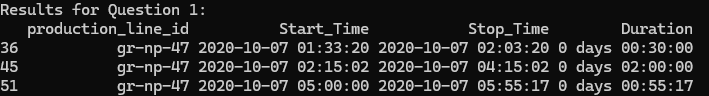 Results for Question 1:
production_line_id Start_Time Stop_Time Duration
36 gr-np-47 2020-10-07 01:33:20 2020-10-07 02:03:20 0 days 00:30:00
45 gr-np-47 2020-10-07 02:15:02 2020-10-07 04:15:02 0 days 02:00:00
51 gr-np-47 2020-10-07 05:00:00 2020-10-07 05:55:17 0 days 00:55:17